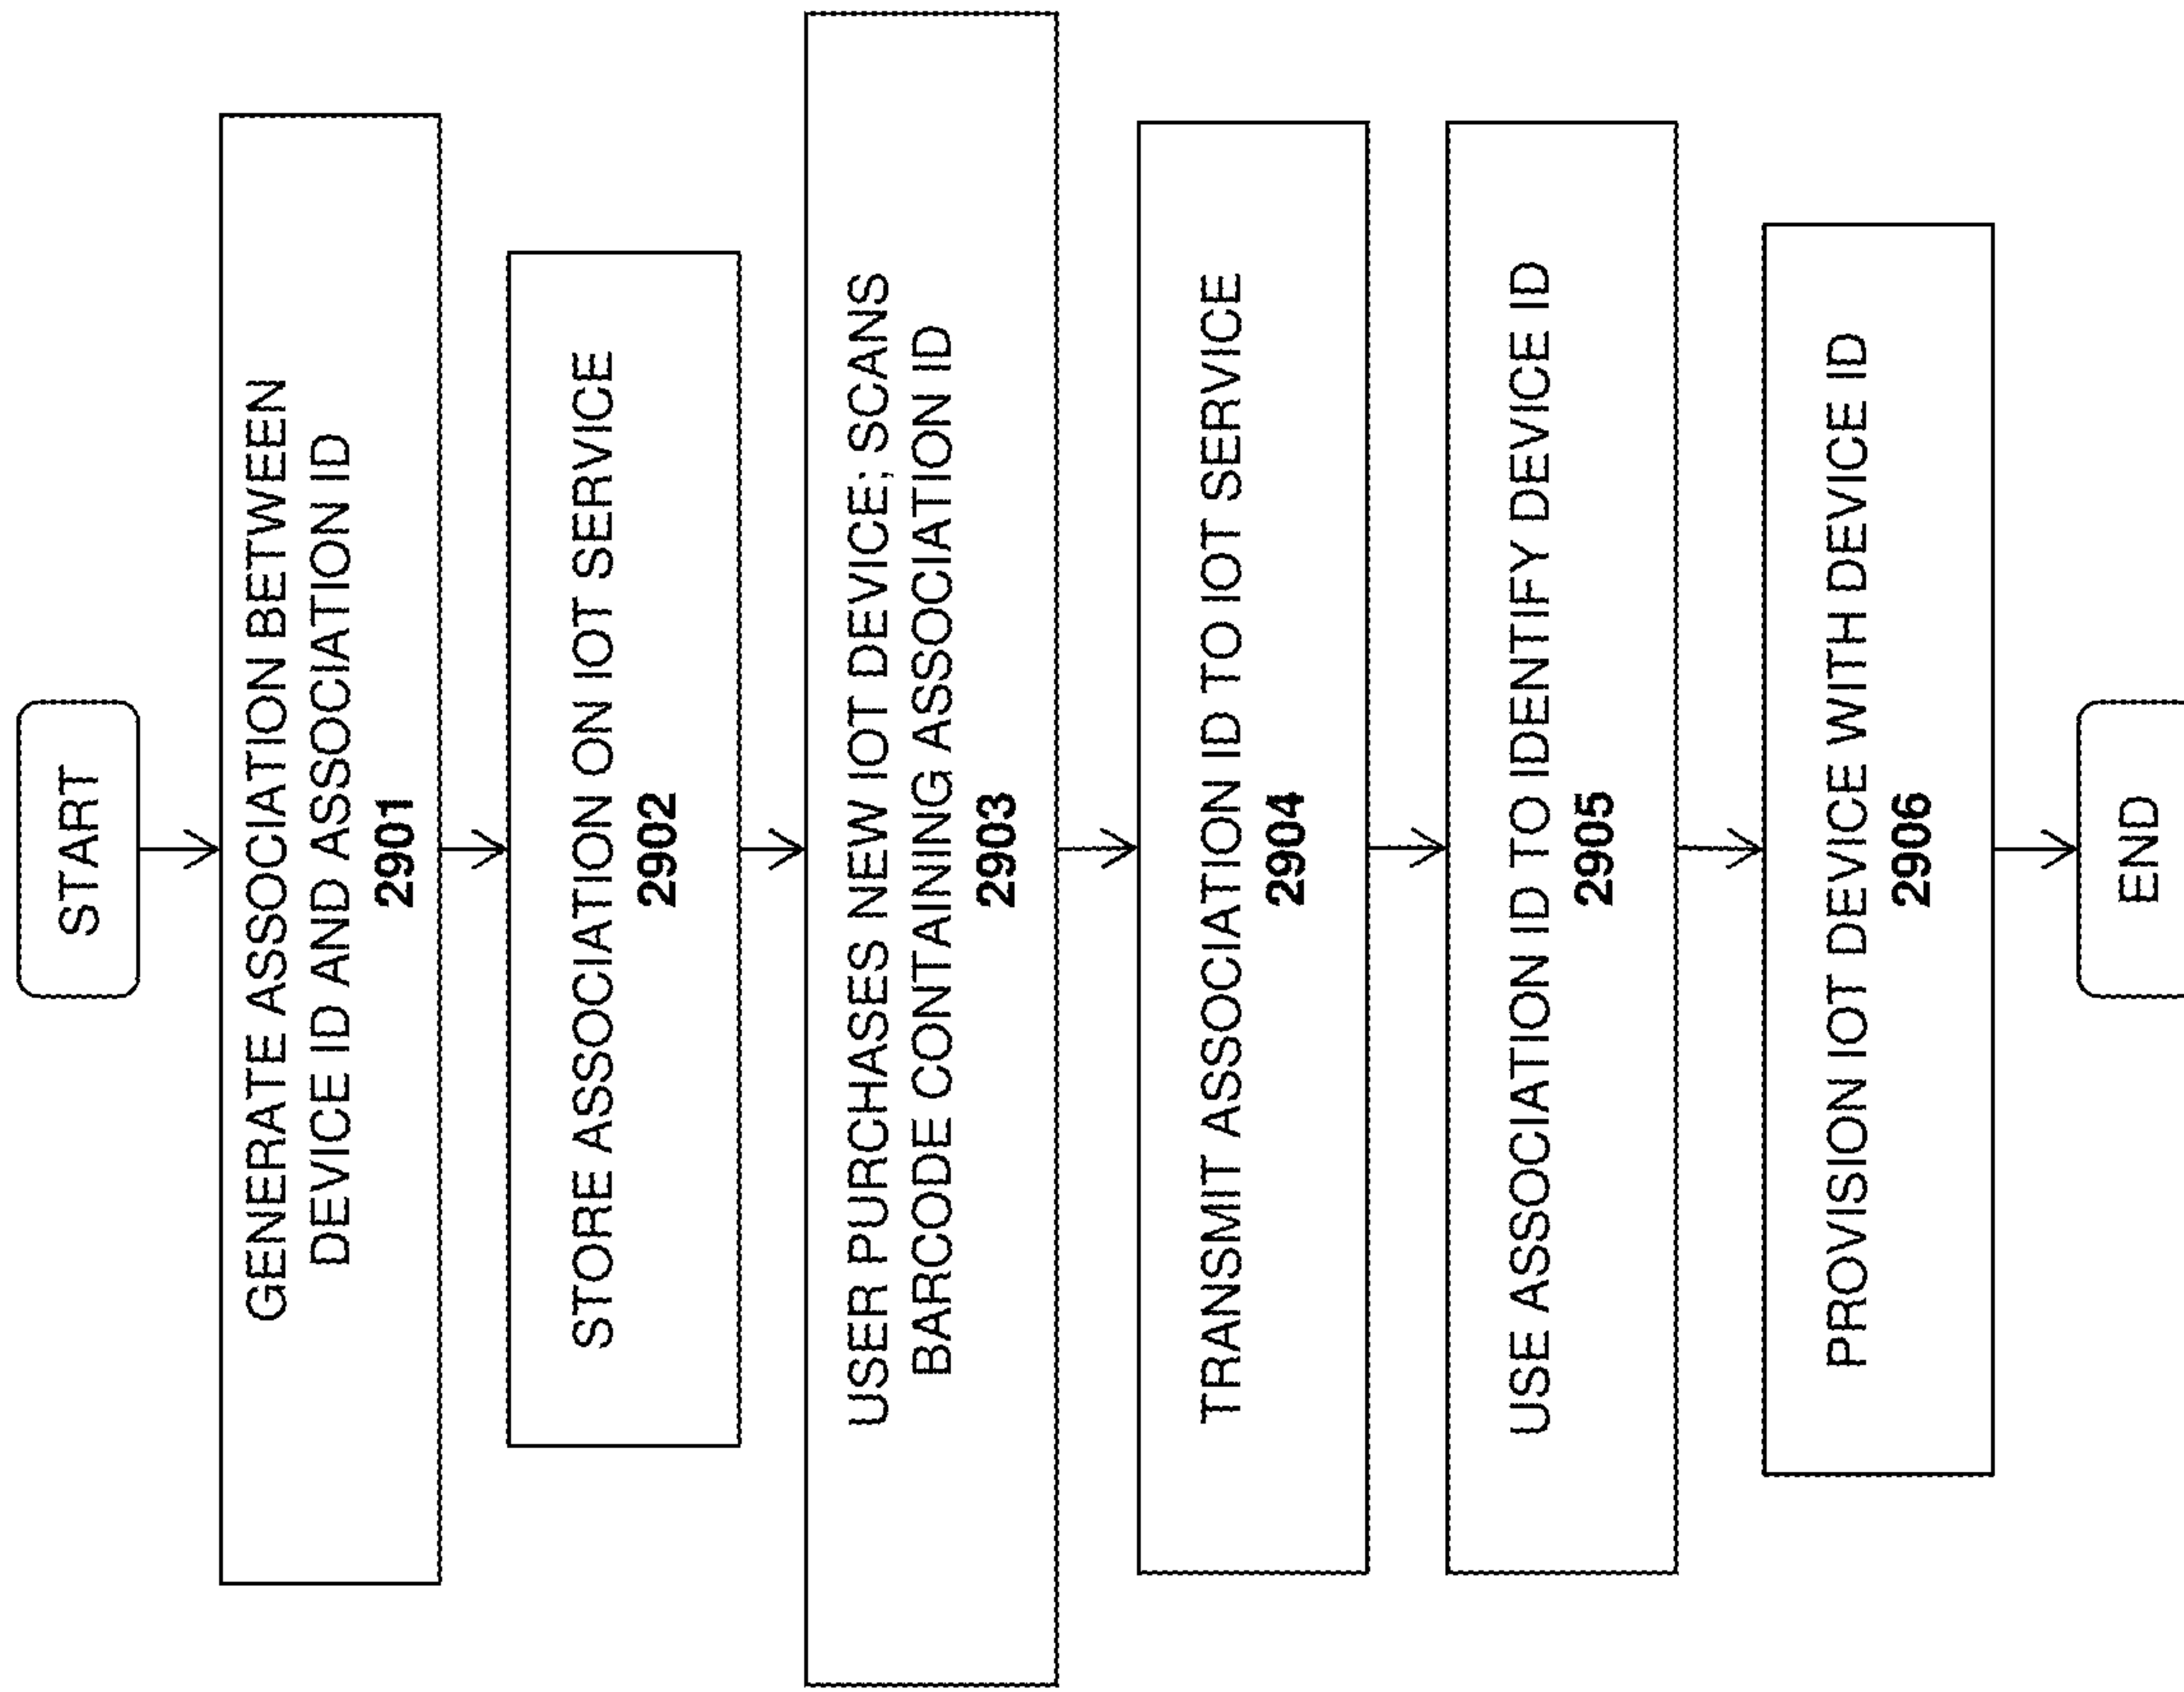 START
GENERATE ASSOCIATION BETWEEN
DEVICE ID AND ASSOCIATION ID
2901
STORE ASSOCIATION ON IOT SERVICE
2902
USER PURCHASES NEW IOT DEVICE; SCANS
BARCODE CONTAINING ASSOCIATION ID
2903
TRANSMIT ASSOCIATION ID TO IOT SERVICE
2904
USE ASSOCIATION ID TO IDENTIFY DEVICE ID
2905
PROVISION IOT DEVICE WITH DEVICE ID
2906
END